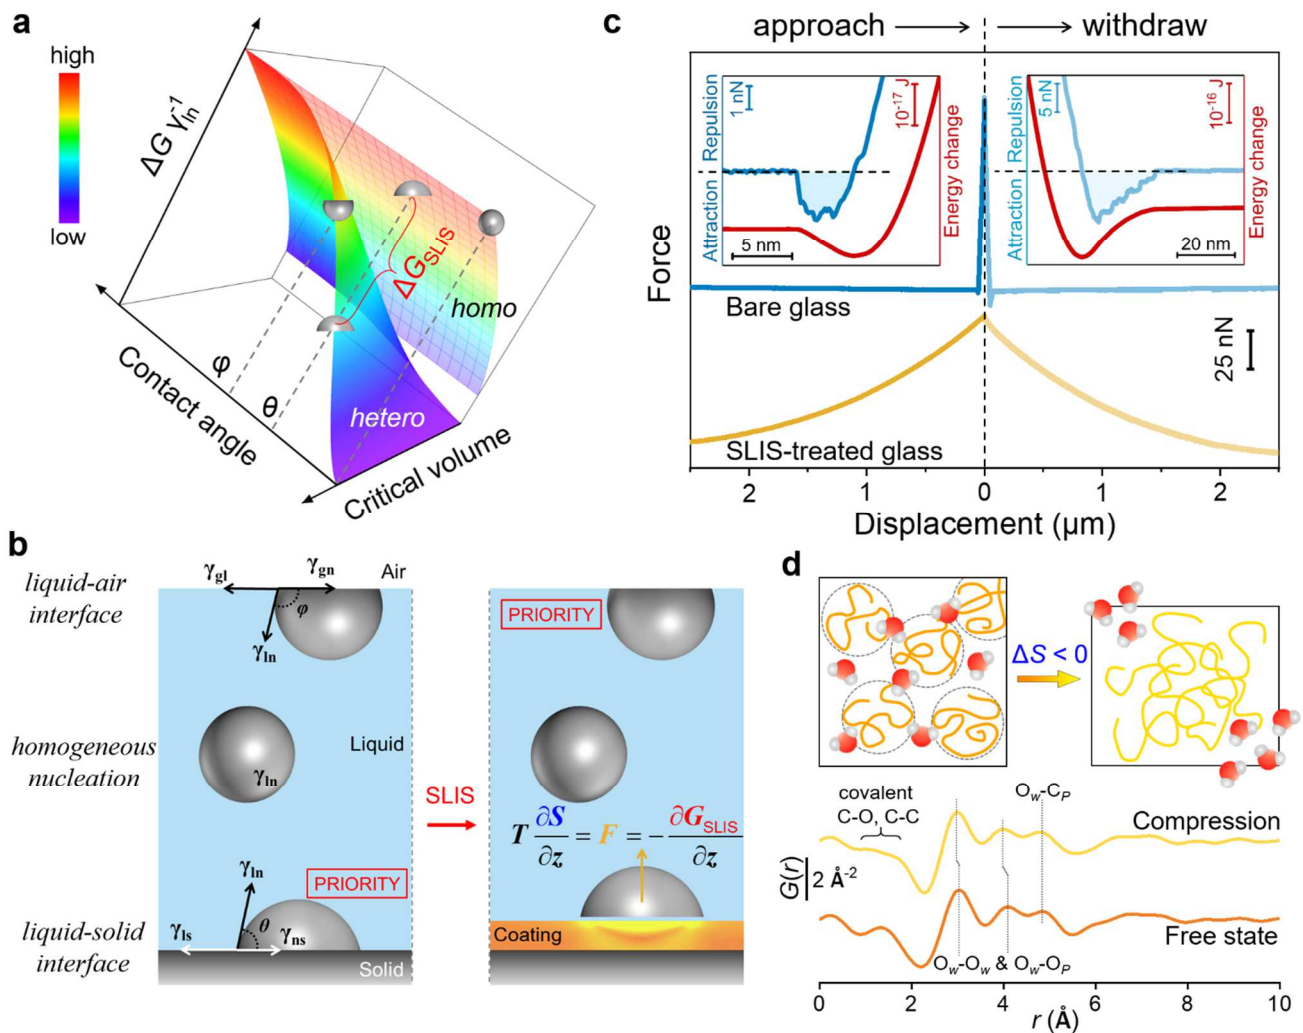 a
high
low
ΔG γln⁻¹
Contact angle
φ
θ
Critical volume
ΔG_SLIS
homo
hetero
b
liquid-air
interface
homogeneous
nucleation
liquid-solid
interface
Air
γgl
γgn
φ
γln
Liquid
γln
γln
PRIORITY
γls
θ
γns
Solid
SLIS
PRIORITY
T ∂S/∂z = F = − ∂G_SLIS/∂z
Coating
c
approach
withdraw
Force
Attraction Repulsion
1 nN
10⁻¹⁷ J
Energy change
5 nm
Attraction Repulsion
5 nN
10⁻¹⁶ J
Energy change
20 nm
Bare glass
25 nN
SLIS-treated glass
2 1 0 1 2
Displacement (μm)
d
ΔS < 0
covalent
C-O, C-C
Ow-CP
Compression
G(r)
2 Å⁻²
Free state
Ow-Ow & Ow-OP
0 2 4 6 8 10
r (Å)